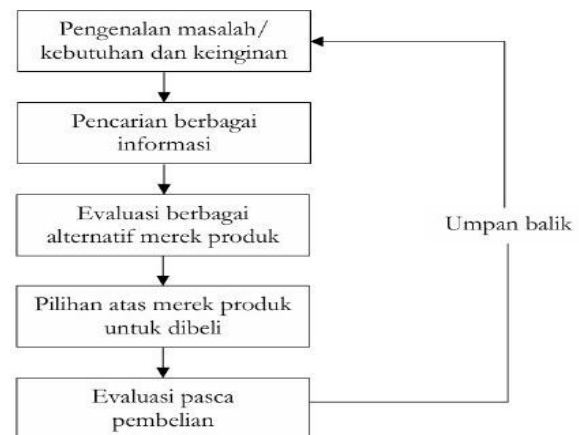 Pengenalan masalah/
kebutuhan dan keinginan
Pencarian berbagai
informasi
Evaluasi berbagai
alternatif merek produk
Umpan balik
Pilihan atas merek produk
untuk dibeli
Evaluasi pasca
pembelian